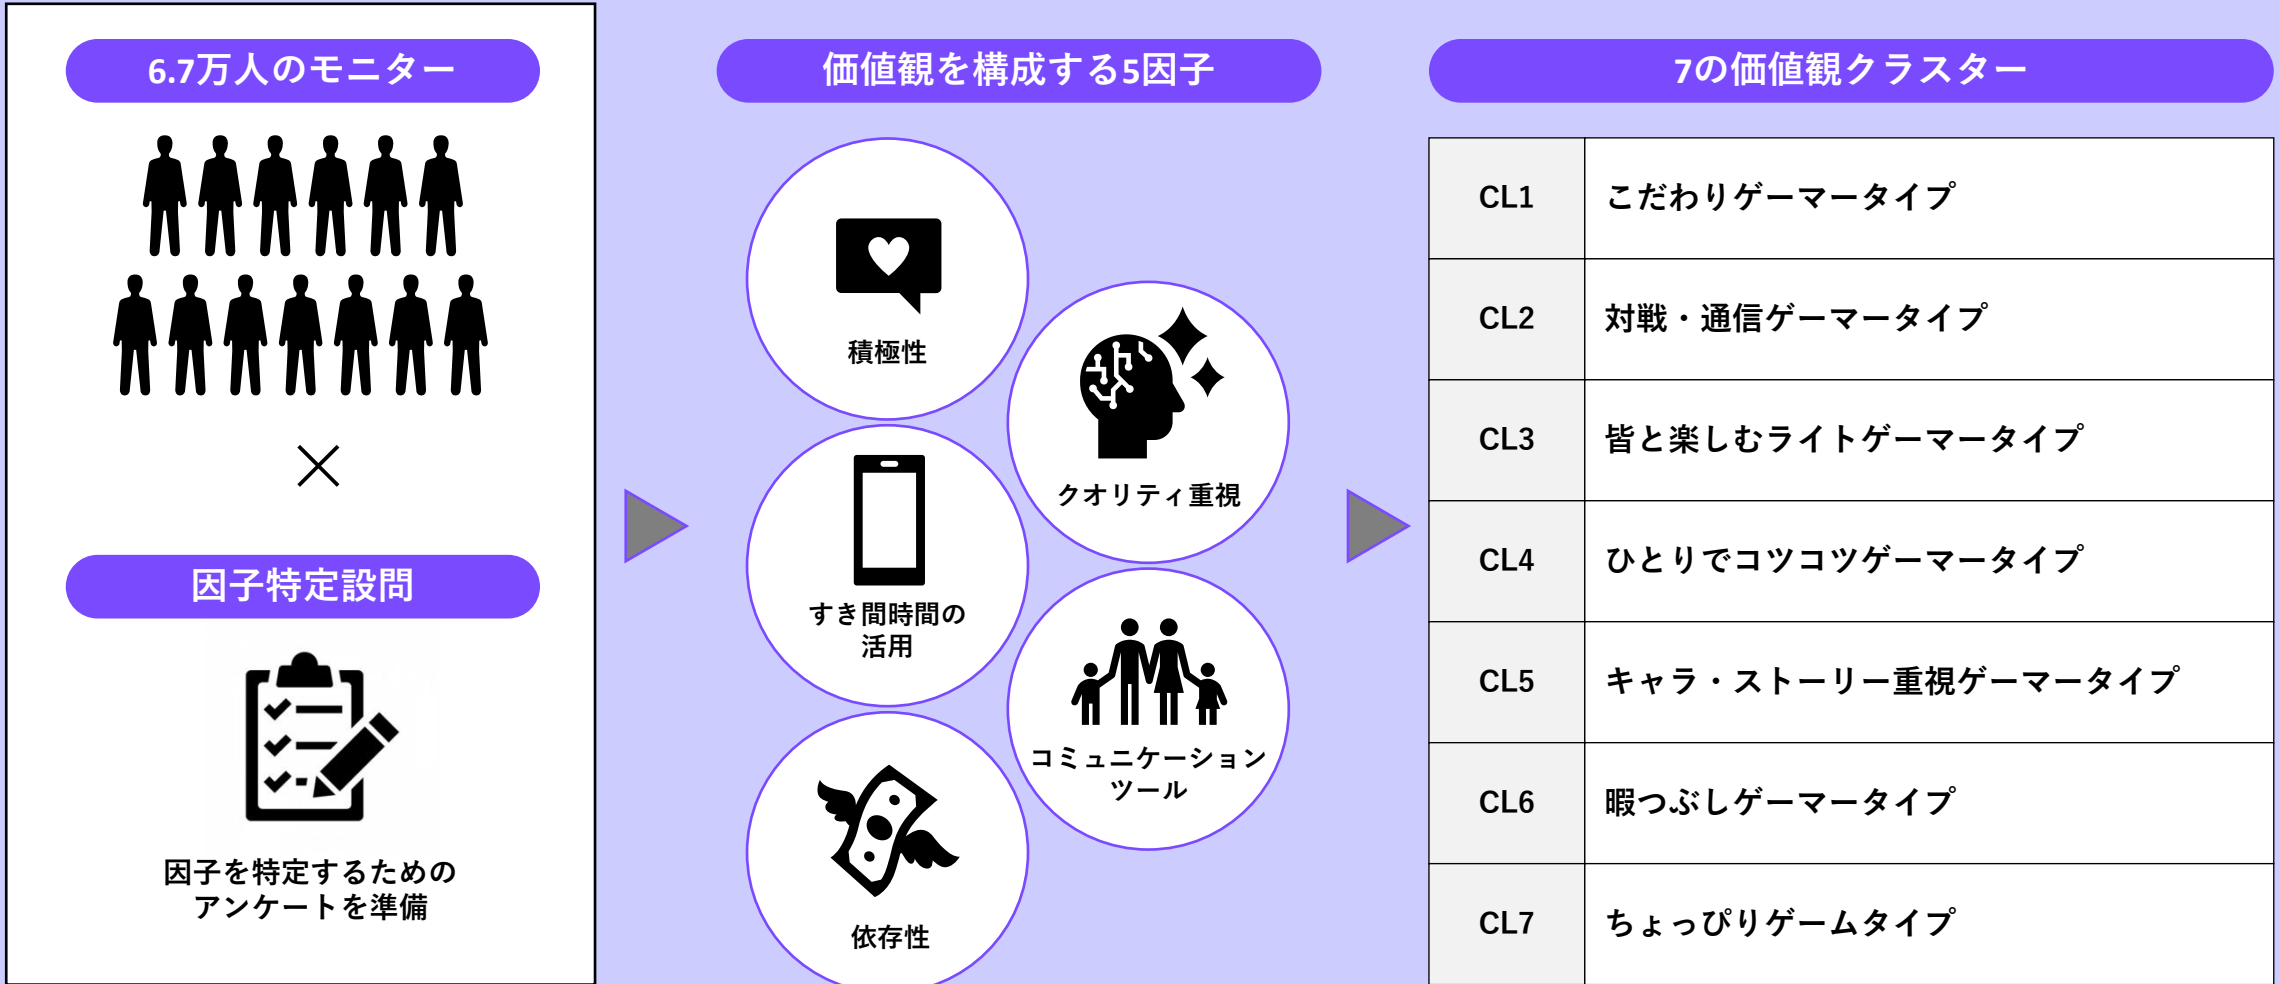 6.7万人のモニター
因子特定設問
因子を特定するための
アンケートを準備
価値観を構成する5因子
積極性
クオリティ重視
すき間時間の
活用
コミュニケーション
ツール
依存性
7の価値観クラスター
CL1 こだわりゲーマータイプ
CL2 対戦・通信ゲーマータイプ
CL3 皆と楽しむライトゲーマータイプ
CL4 ひとりでコツコツゲーマータイプ
CL5 キャラ・ストーリー重視ゲーマータイプ
CL6 暇つぶしゲーマータイプ
CL7 ちょっぴりゲームタイプ